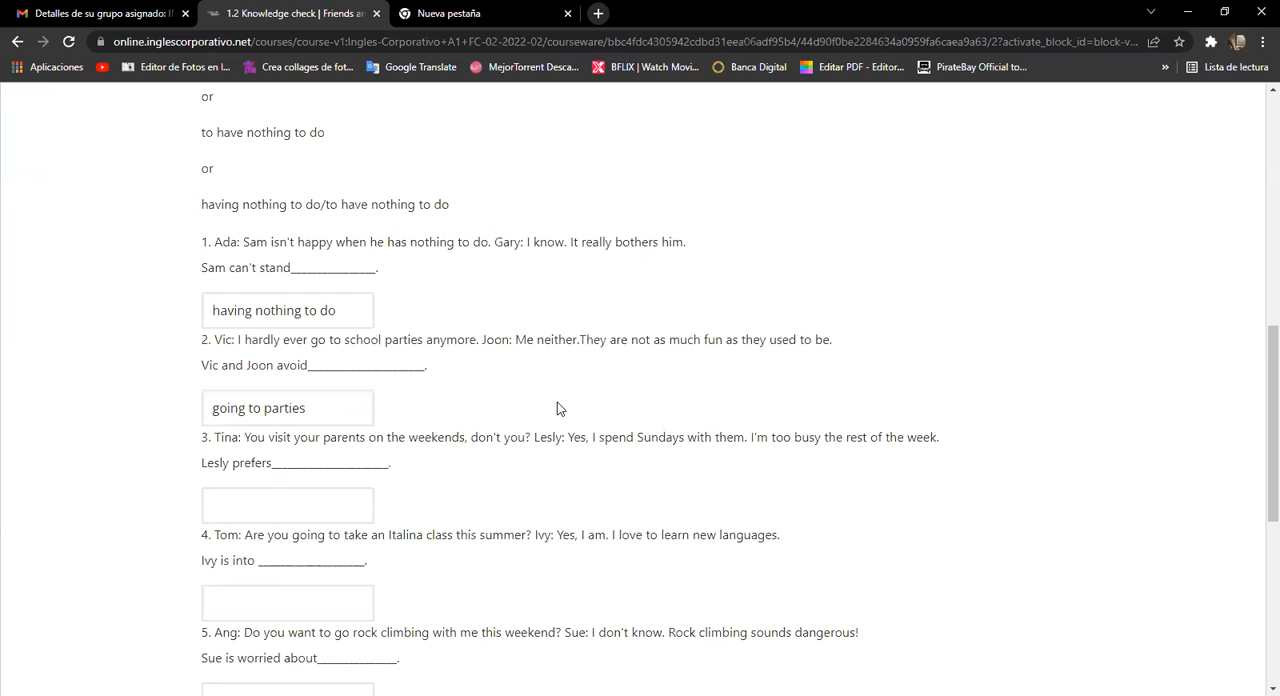 Detalles de su grupo asignado: I
1.2 Knowledge check | Friends a
Nueva pestaña
online.inglescorporativo.net/courses/course-v1:Ingles-Corporativo+A1+FC-02-2022-02/courseware/bbc4fdc4305942cdbd31eea06adf95b4/44d90f0be2284634a0959fa6caea9a63/2?activate_block_id=block-v...
Aplicaciones
Editor de Fotos en l...
Crea collages de fot...
Google Translate
MejorTorrent Desca...
BFLIX | Watch Movi...
Banca Digital
Editar PDF - Editor...
PirateBay Official to...
»
Lista de lectura
or
to have nothing to do
or
having nothing to do/to have nothing to do
1. Ada: Sam isn't happy when he has nothing to do. Gary: I know. It really bothers him.
Sam can't stand_______________.
having nothing to do
2. Vic: I hardly ever go to school parties anymore. Joon: Me neither.They are not as much fun as they used to be.
Vic and Joon avoid_____________________.
going to parties
3. Tina: You visit your parents on the weekends, don't you? Lesly: Yes, I spend Sundays with them. I'm too busy the rest of the week.
Lesly prefers_____________________.
4. Tom: Are you going to take an Italina class this summer? Ivy: Yes, I am. I love to learn new languages.
Ivy is into ___________________.
5. Ang: Do you want to go rock climbing with me this weekend? Sue: I don't know. Rock climbing sounds dangerous!
Sue is worried about______________.